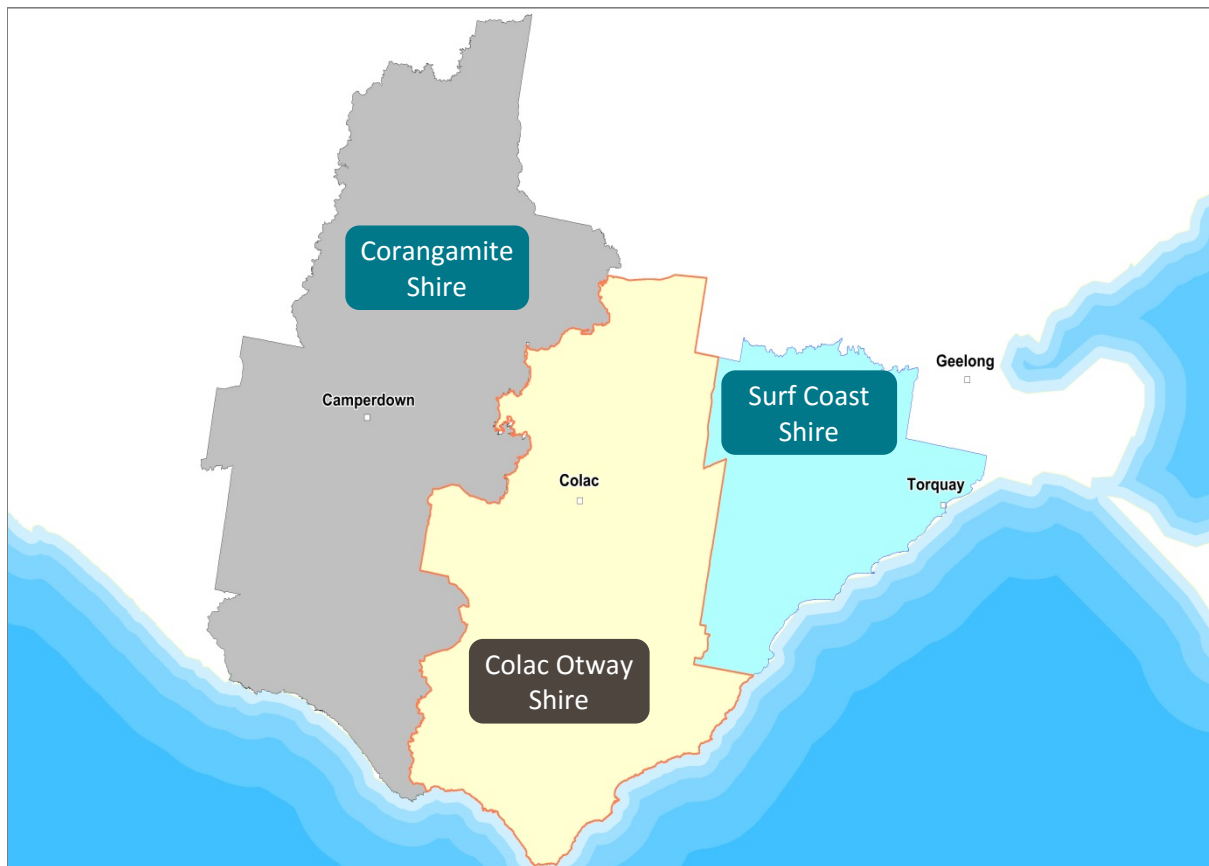 Corangamite
Shire
Geelong
Camperdown
Surf Coast
Shire
Colac
Torquay
Colac Otway
Shire